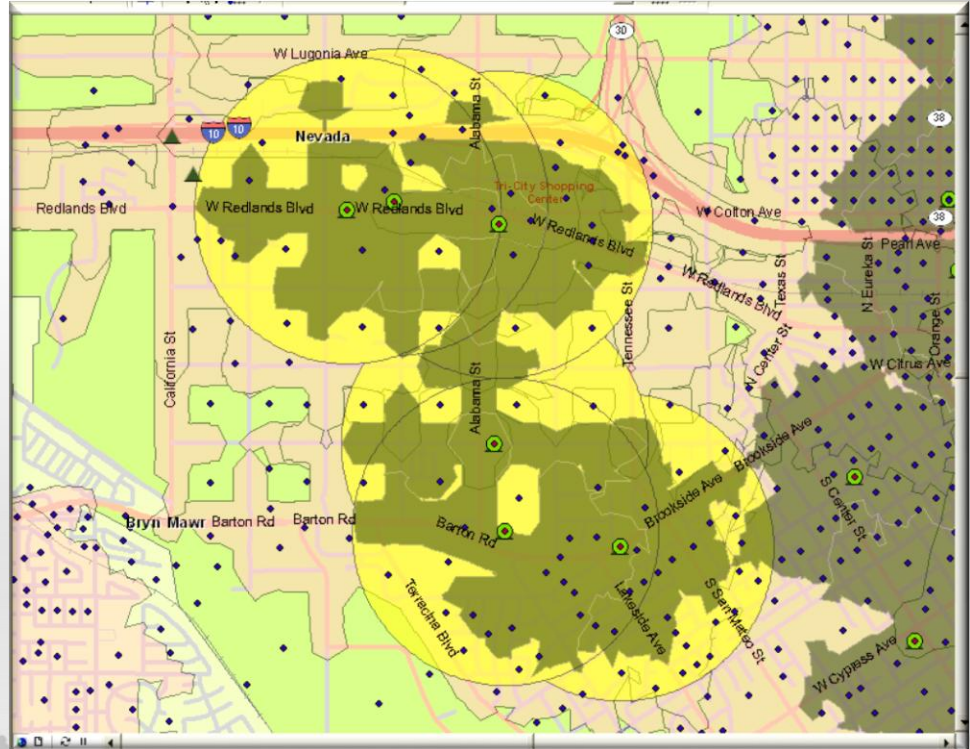 30
W Lugonia Ave
Alabama St
10
10
Nevada
38
Tri-City Shopping
Center
Redlands Blvd
W Redlands Blvd
W Redlands Blvd
W Redlands Blvd
W Colton Ave
38
Pearl Ave
W Redlands Blvd
Texas St
N Eureka St
Orange St
Tennessee St
N Center St
California St
W Citrus Ave
Alabama St
Brookside Ave
Brookside Ave
S Center St
Bryn Mawr
Barton Rd
Barton Rd
Barton Rd
Terracina Blvd
Lakeside Ave
S San Mateo St
W Cypress Ave